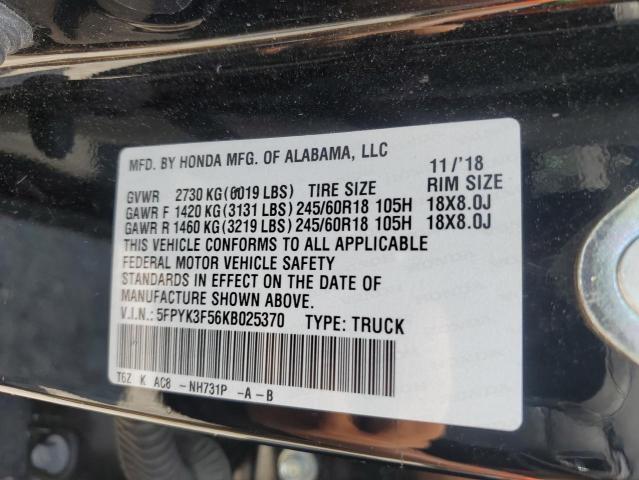 MFD. BY HONDA MFG. OF ALABAMA, LLC 11/'18
GVWR 2730 KG(6019 LBS) TIRE SIZE RIM SIZE
GAWR F 1420 KG(3131 LBS) 245/60R18 105H 18X8.0J
GAWR R 1460 KG(3219 LBS) 245/60R18 105H 18X8.0J
THIS VEHICLE CONFORMS TO ALL APPLICABLE
FEDERAL MOTOR VEHICLE SAFETY
STANDARDS IN EFFECT ON THE DATE OF
MANUFACTURE SHOWN ABOVE.
V.I.N.: 5FPYK3F56KB025370 TYPE: TRUCK
T6Z K AC8 -NH731P -A -B